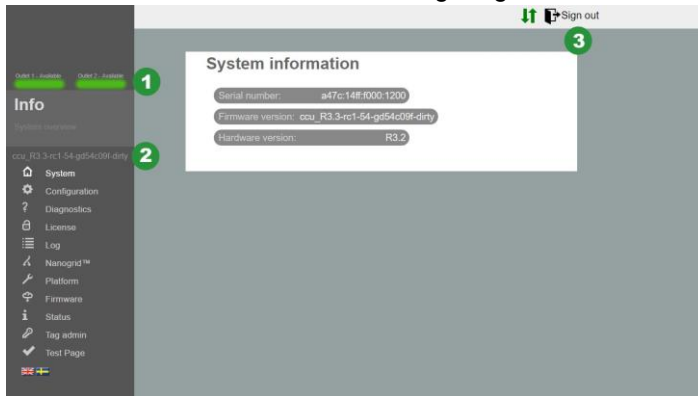 Sign out
3
Outlet 1 - Available
Outlet 2 - Available
1
Info
System overview
ccu_R3.3-rc1-54-gd54c09f-dirty
2
System
Configuration
Diagnostics
License
Log
Nanogrid™
Platform
Firmware
Status
Tag admin
Test Page
System information
Serial number: a47c:14ff:f000:1200
Firmware version: ccu_R3.3-rc1-54-gd54c09f-dirty
Hardware version: R3.2